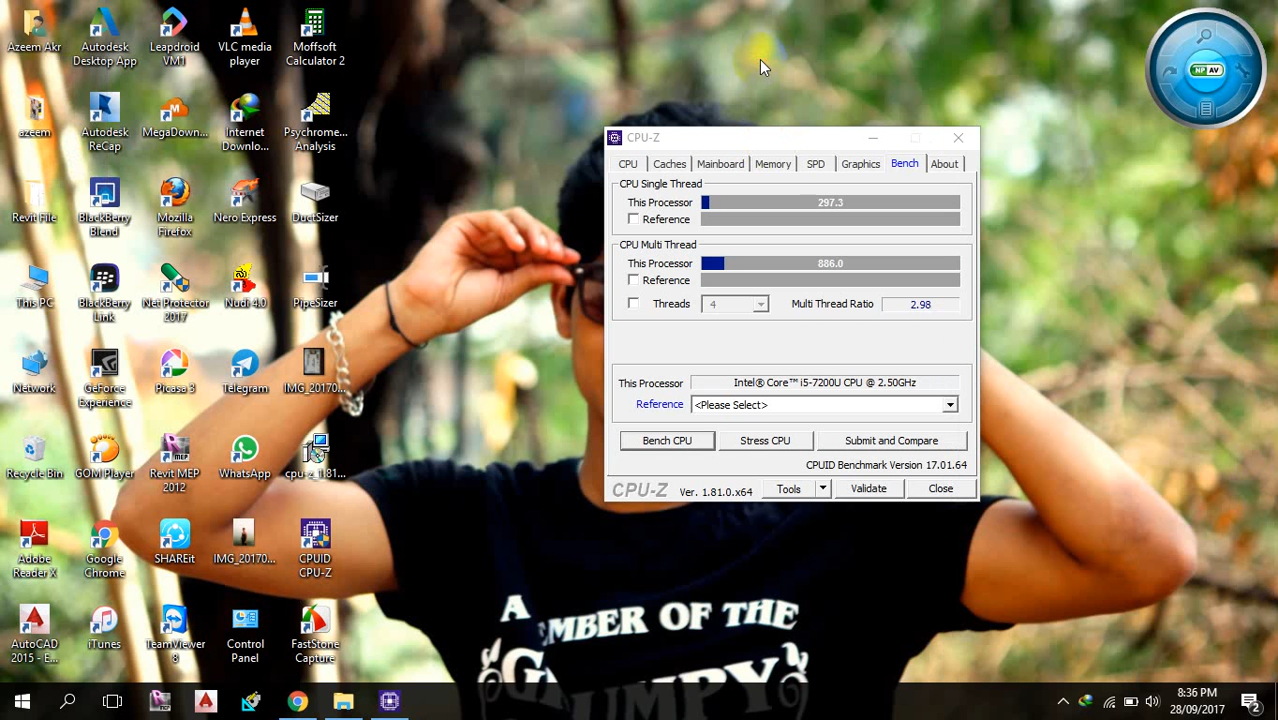 Azeem Akr
Autodesk
Desktop App
Leapdroid
VM1
VLC media
player
Moffsoft
Calculator 2
azeem
Autodesk
ReCap
MegaDown...
Internet
Downlo...
Psychrome...
Analysis
Revit File
BlackBerry
Blend
Mozilla
Firefox
Nero Express
DuctSizer
This PC
BlackBerry
Link
Net Protector
2017
Nudi 4.0
PipeSizer
Network
GeForce
Experience
Picasa 3
Telegram
IMG_20170...
Recycle Bin
GOM Player
Revit MEP
2012
WhatsApp
cpu-z_1.81...
Adobe
Reader X
Google
Chrome
SHAREit
IMG_20170...
CPUID
CPU-Z
AutoCAD
2015 - E...
iTunes
TeamViewer
8
Control
Panel
FastStone
Capture
NP AV
CPU-Z
CPU Caches Mainboard Memory SPD Graphics Bench About
CPU Single Thread
This Processor 297.3
Reference
CPU Multi Thread
This Processor 886.0
Reference
Threads 4 Multi Thread Ratio 2.98
This Processor Intel® Core™ i5-7200U CPU @ 2.50GHz
Reference <Please Select>
Bench CPU Stress CPU Submit and Compare
CPUID Benchmark Version 17.01.64
CPU-Z Ver. 1.81.0.x64 Tools Validate Close
A
MEMBER OF THE
GRUMPY
8:36 PM
28/09/2017
2